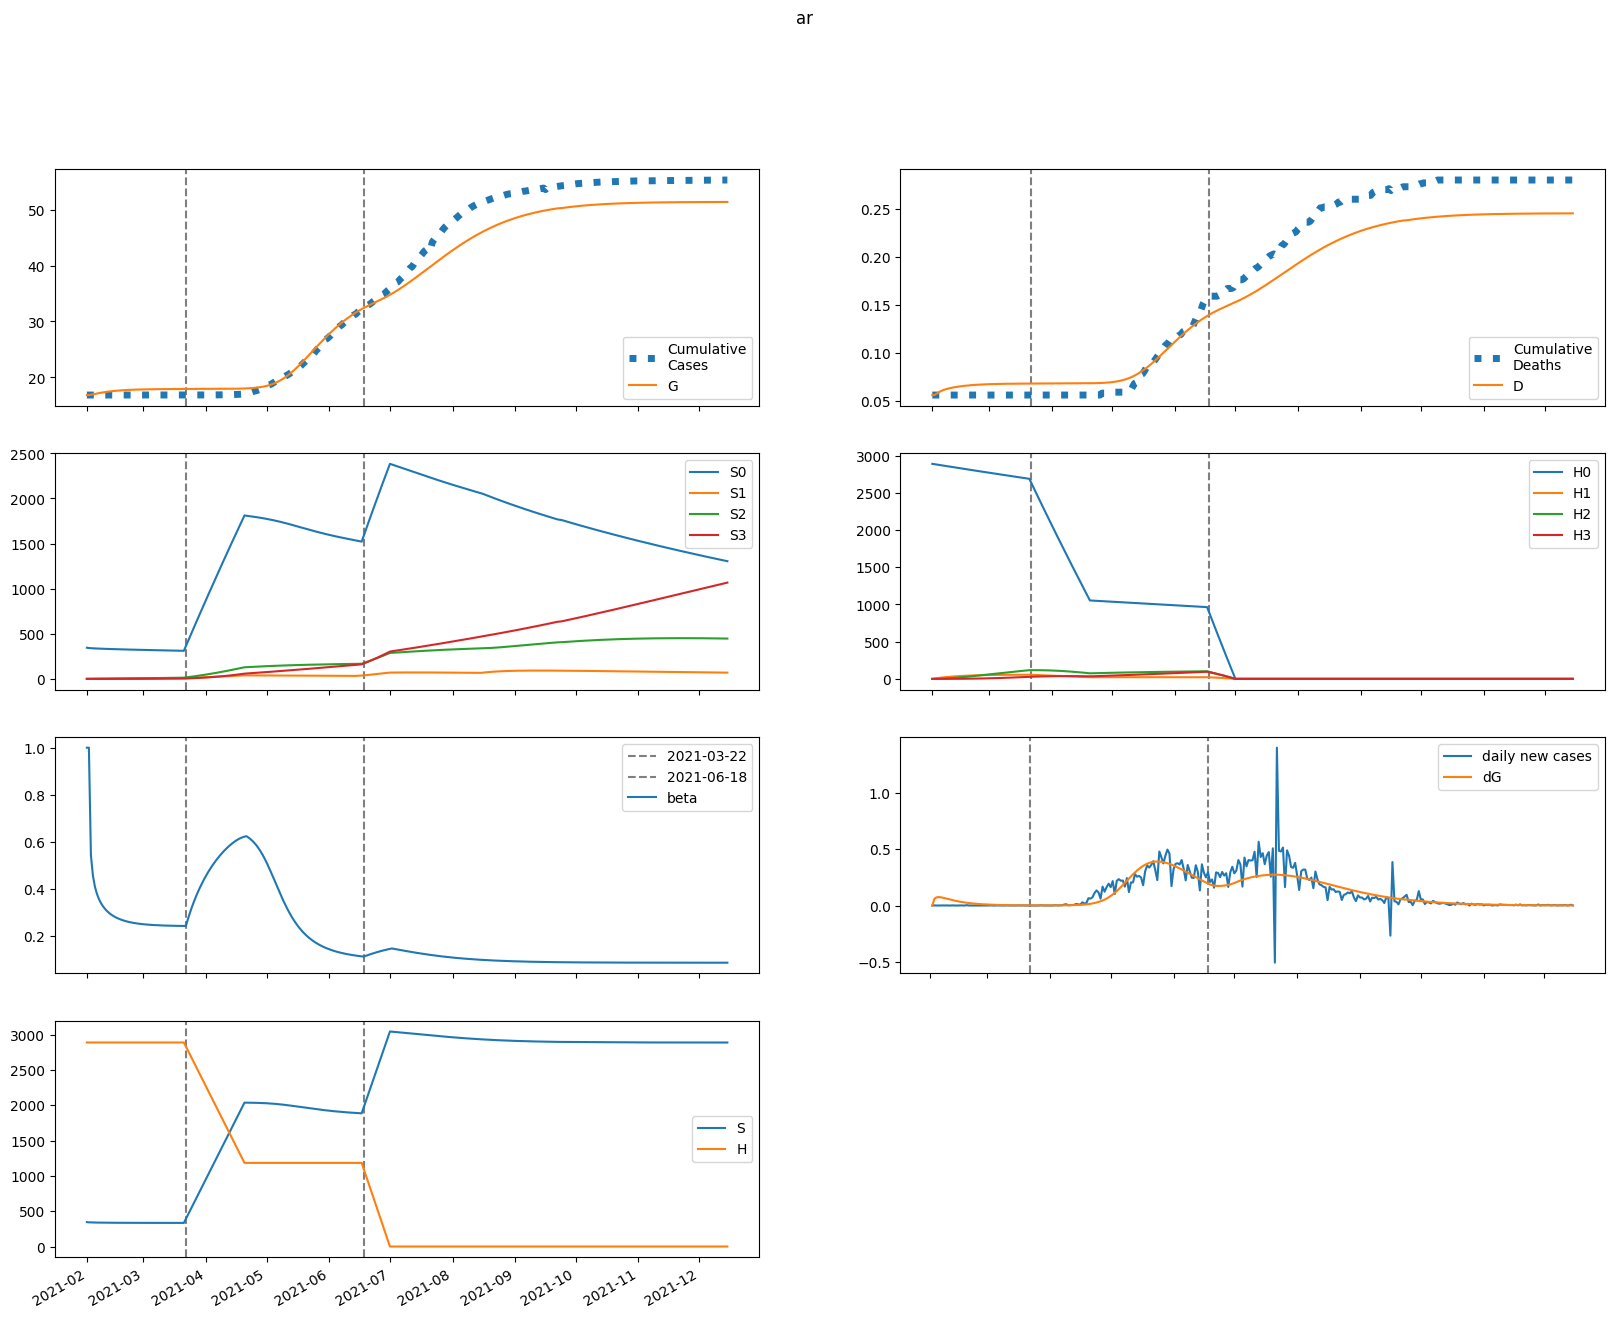 ar
50
40
30
20
Cumulative
Cases
G
0.25
0.20
0.15
0.10
0.05
Cumulative
Deaths
D
2500
2000
1500
1000
500
0
S0
S1
S2
S3
3000
2500
2000
1500
1000
500
0
H0
H1
H2
H3
1.0
0.8
0.6
0.4
0.2
2021-03-22
2021-06-18
beta
1.0
0.5
0.0
−0.5
daily new cases
dG
3000
2500
2000
1500
1000
500
0
S
H
2021-02
2021-03
2021-04
2021-05
2021-06
2021-07
2021-08
2021-09
2021-10
2021-11
2021-12